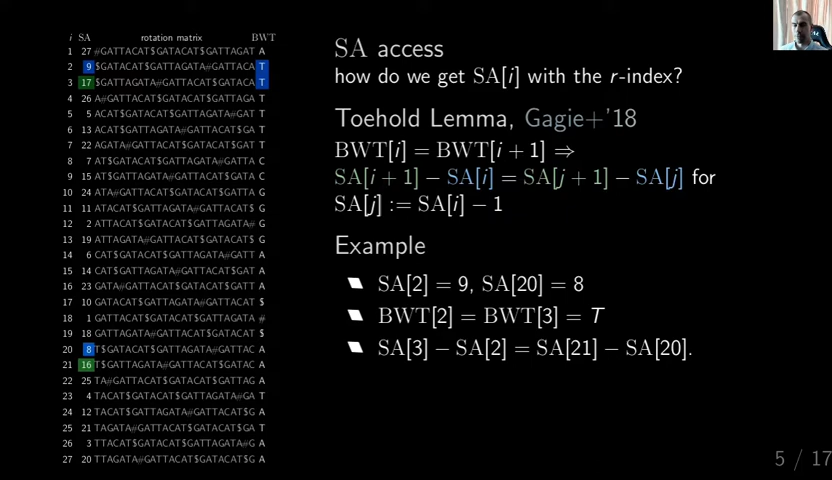 i SA rotation matrix BWT
1 27 #GATTACAT$GATACAT$GATTAGAT A
2 9 $GATACAT$GATTAGATA#GATTACA T
3 17 $GATTAGATA#GATTACAT$GATACA T
4 26 A#GATTACAT$GATACAT$GATTAGA T
5 5 ACAT$GATACAT$GATTAGATA#GAT T
6 13 ACAT$GATTAGATA#GATTACAT$GA T
7 22 AGATA#GATTACAT$GATACAT$GAT T
8 7 AT$GATACAT$GATTAGATA#GATTA C
9 15 AT$GATTAGATA#GATTACAT$GATA C
10 24 ATA#GATTACAT$GATACAT$GATTA G
11 11 ATACAT$GATTAGATA#GATTACAT$ G
12 2 ATTACAT$GATACAT$GATTAGATA# G
13 19 ATTAGATA#GATTACAT$GATACAT$ G
14 6 CAT$GATACAT$GATTAGATA#GATT A
15 14 CAT$GATTAGATA#GATTACAT$GAT A
16 23 GATA#GATTACAT$GATACAT$GATT A
17 10 GATACAT$GATTAGATA#GATTACAT $
18 1 GATTACAT$GATACAT$GATTAGATA #
19 18 GATTAGATA#GATTACAT$GATACAT $
20 8 T$GATACAT$GATTAGATA#GATTAC A
21 16 T$GATTAGATA#GATTACAT$GATAC A
22 25 TA#GATTACAT$GATACAT$GATTAG A
23 4 TACAT$GATACAT$GATTAGATA#GA T
24 12 TACAT$GATTAGATA#GATTACAT$G A
25 21 TAGATA#GATTACAT$GATACAT$GA T
26 3 TTACAT$GATACAT$GATTAGATA#G A
27 20 TTAGATA#GATTACAT$GATACAT$G A
SA access
how do we get SA[i] with the r-index?
Toehold Lemma, Gagie+'18
BWT[i] = BWT[i + 1] ⇒
SA[i + 1] − SA[i] = SA[j + 1] − SA[j] for
SA[j] := SA[i] − 1
Example
SA[2] = 9, SA[20] = 8
BWT[2] = BWT[3] = T
SA[3] − SA[2] = SA[21] − SA[20].
5 / 17